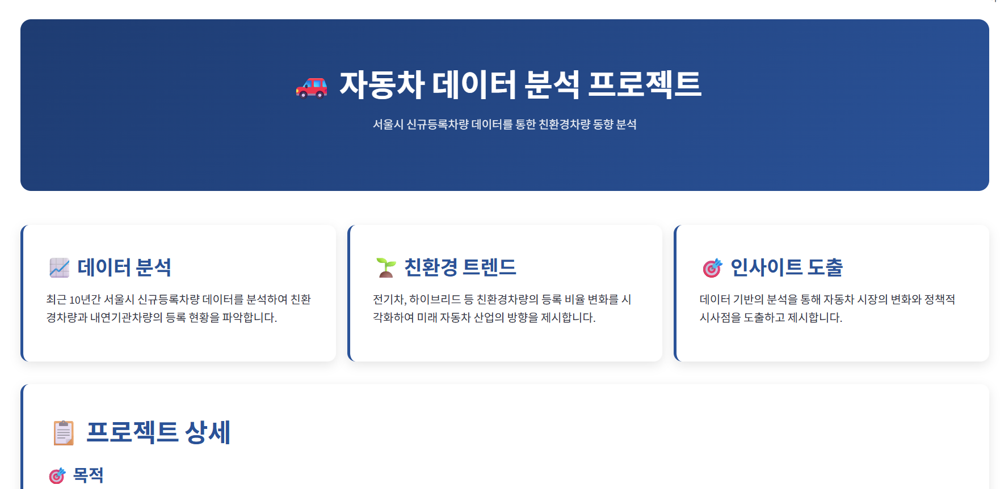 자동차 데이터 분석 프로젝트
서울시 신규등록차량 데이터를 통한 친환경차량 동향 분석
데이터 분석
최근 10년간 서울시 신규등록차량 데이터를 분석하여 친환
경차량과 내연기관차량의 등록 현황을 파악합니다.
친환경 트렌드
전기차, 하이브리드 등 친환경차량의 등록 비율 변화를 시
각화하여 미래 자동차 산업의 방향을 제시합니다.
인사이트 도출
데이터 기반의 분석을 통해 자동차 시장의 변화와 정책적
시사점을 도출하고 제시합니다.
프로젝트 상세
목적